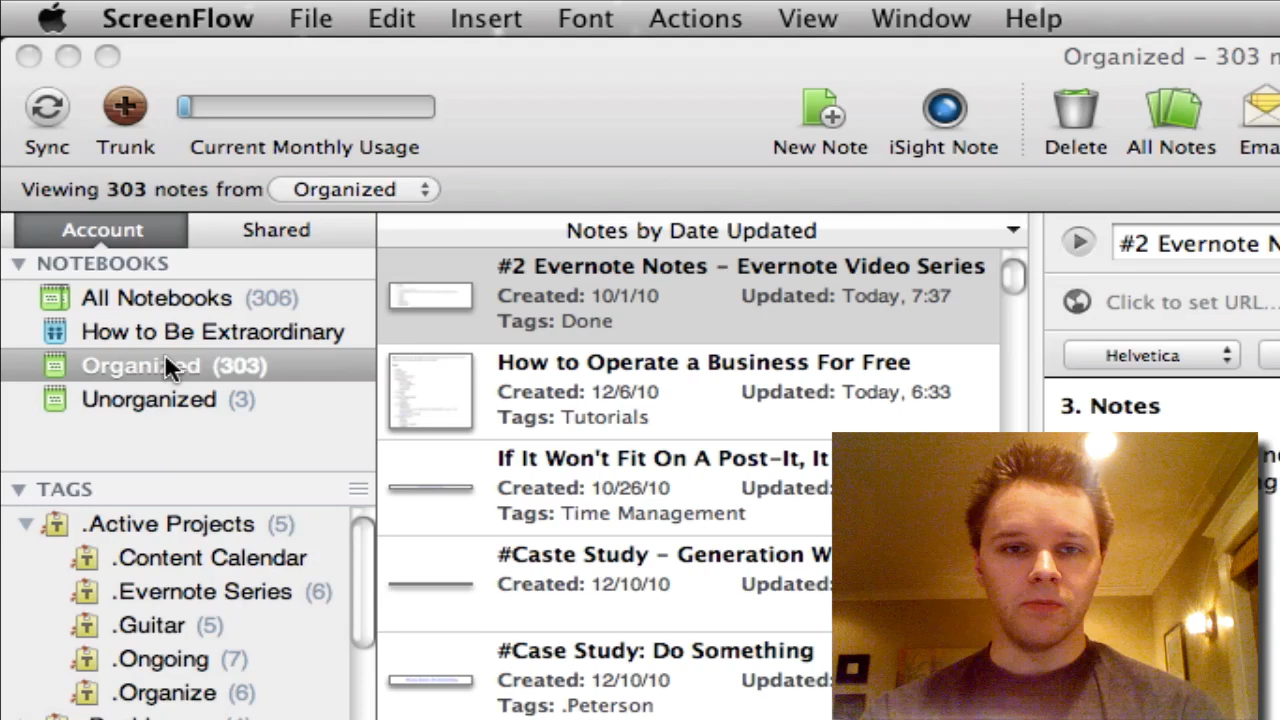 ScreenFlow File Edit Insert Font Actions View Window Help
Organized – 303
Sync Trunk Current Monthly Usage New Note iSight Note Delete All Notes
Viewing 303 notes from Organized
Account Shared
NOTEBOOKS
All Notebooks (306)
How to Be Extraordinary
Organized (303)
Unorganized (3)
TAGS
.Active Projects (5)
.Content Calendar
.Evernote Series (6)
.Guitar (5)
.Ongoing (7)
.Organize (6)
Notes by Date Updated
#2 Evernote Notes – Evernote Video Series
Created: 10/1/10 Updated: Today, 7:37
Tags: Done
How to Operate a Business For Free
Created: 12/6/10 Updated: Today, 6:33
Tags: Tutorials
If It Won't Fit On A Post-It, It
Created: 10/26/10 Updated:
Tags: Time Management
#Caste Study – Generation W
Created: 12/10/10 Updated:
#Case Study: Do Something
Created: 12/10/10 Updated:
Tags: .Peterson
#2 Evernote N
Click to set URL...
Helvetica
3. Notes